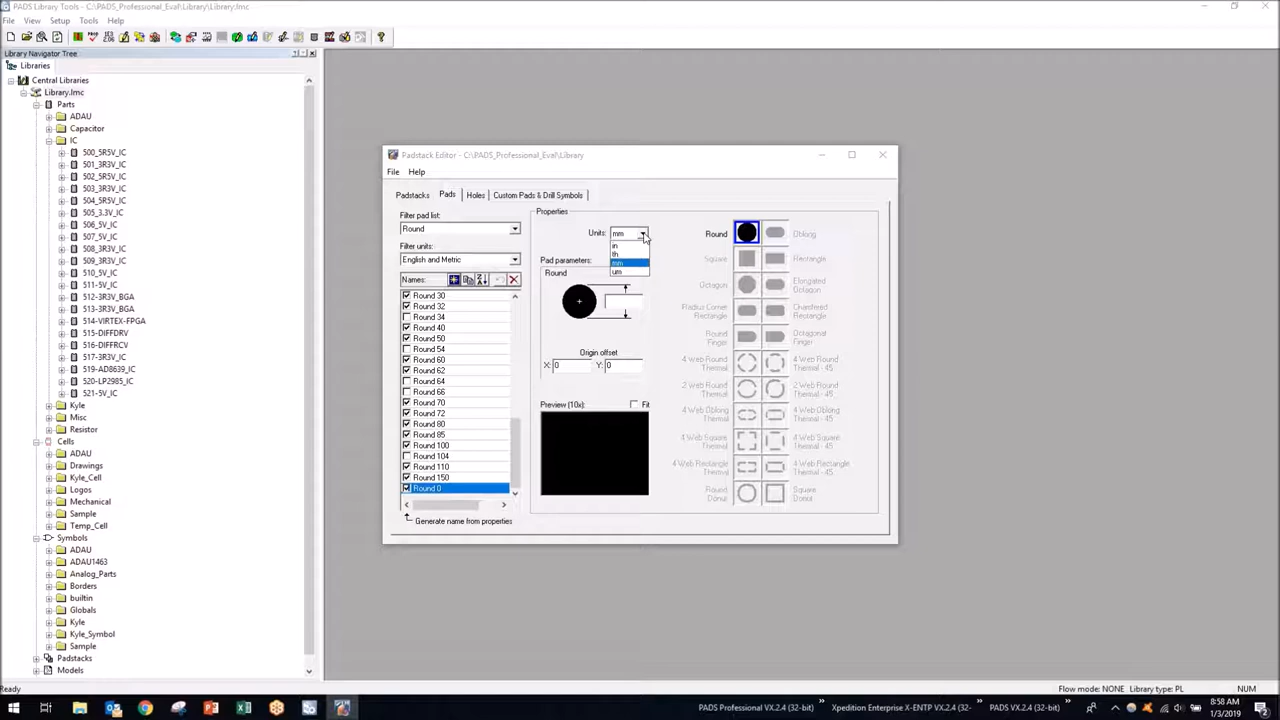 PADS Library Tools - C:\PADS_Professional_Eval\Library\Library.lmc
File View Setup Tools Help
Library Navigator Tree
Libraries
Central Libraries
Library.lmc
Parts
ADAU
Capacitor
IC
500_5R5V_IC
501_3R3V_IC
502_5R5V_IC
503_3R3V_IC
504_5R5V_IC
505_3.3V_IC
506_5V_IC
507_5V_IC
508_3R3V_IC
509_3R3V_IC
510_5V_IC
511-5V_IC
512-3R3V_BGA
513-3R3V_BGA
514-VIRTEX-FPGA
515-DIFFDRV
516-DIFFRCV
517-3R3V_IC
519-AD8639_IC
520-LP2985_IC
521-5V_IC
Kyle
Misc
Resistor
Cells
ADAU
Drawings
Kyle_Cell
Logos
Mechanical
Sample
Temp_Cell
Symbols
ADAU
ADAU1463
Analog_Parts
Borders
builtin
Globals
Kyle
Kyle_Symbol
Sample
Padstacks
Models
Padstack Editor - C:\PADS_Professional_Eval\Library
File Help
Padstacks Pads Holes Custom Pads & Drill Symbols
Filter pad list:
Round
Filter units:
English and Metric
Names:
Round 30
Round 32
Round 34
Round 40
Round 50
Round 54
Round 60
Round 62
Round 64
Round 66
Round 70
Round 72
Round 80
Round 85
Round 100
Round 104
Round 110
Round 150
Round 0
Generate name from properties
Properties
Units: mm
in
th
mm
um
Pad parameters:
Round
Origin offset
X: 0 Y: 0
Preview (10x): Fit
Round Oblong
Square Rectangle
Octagon Elongated Octagon
Radius Corner Rectangle Chamfered Rectangle
Round Finger Octagonal Finger
4 Web Round Thermal 4 Web Round Thermal - 45
2 Web Round Thermal 2 Web Round Thermal - 45
4 Web Oblong Thermal 4 Web Oblong Thermal - 45
4 Web Square Thermal 4 Web Square Thermal - 45
4 Web Rectangle Thermal 4 Web Rectangle Thermal - 45
Round Donut Square Donut
Ready Flow mode: NONE Library type: PL NUM
PADS Professional VX.2.4 (32-bit) Xpedition Enterprise X-ENTP VX.2.4 (32- PADS VX.2.4 (32-bit)
8:58 AM
1/3/2019